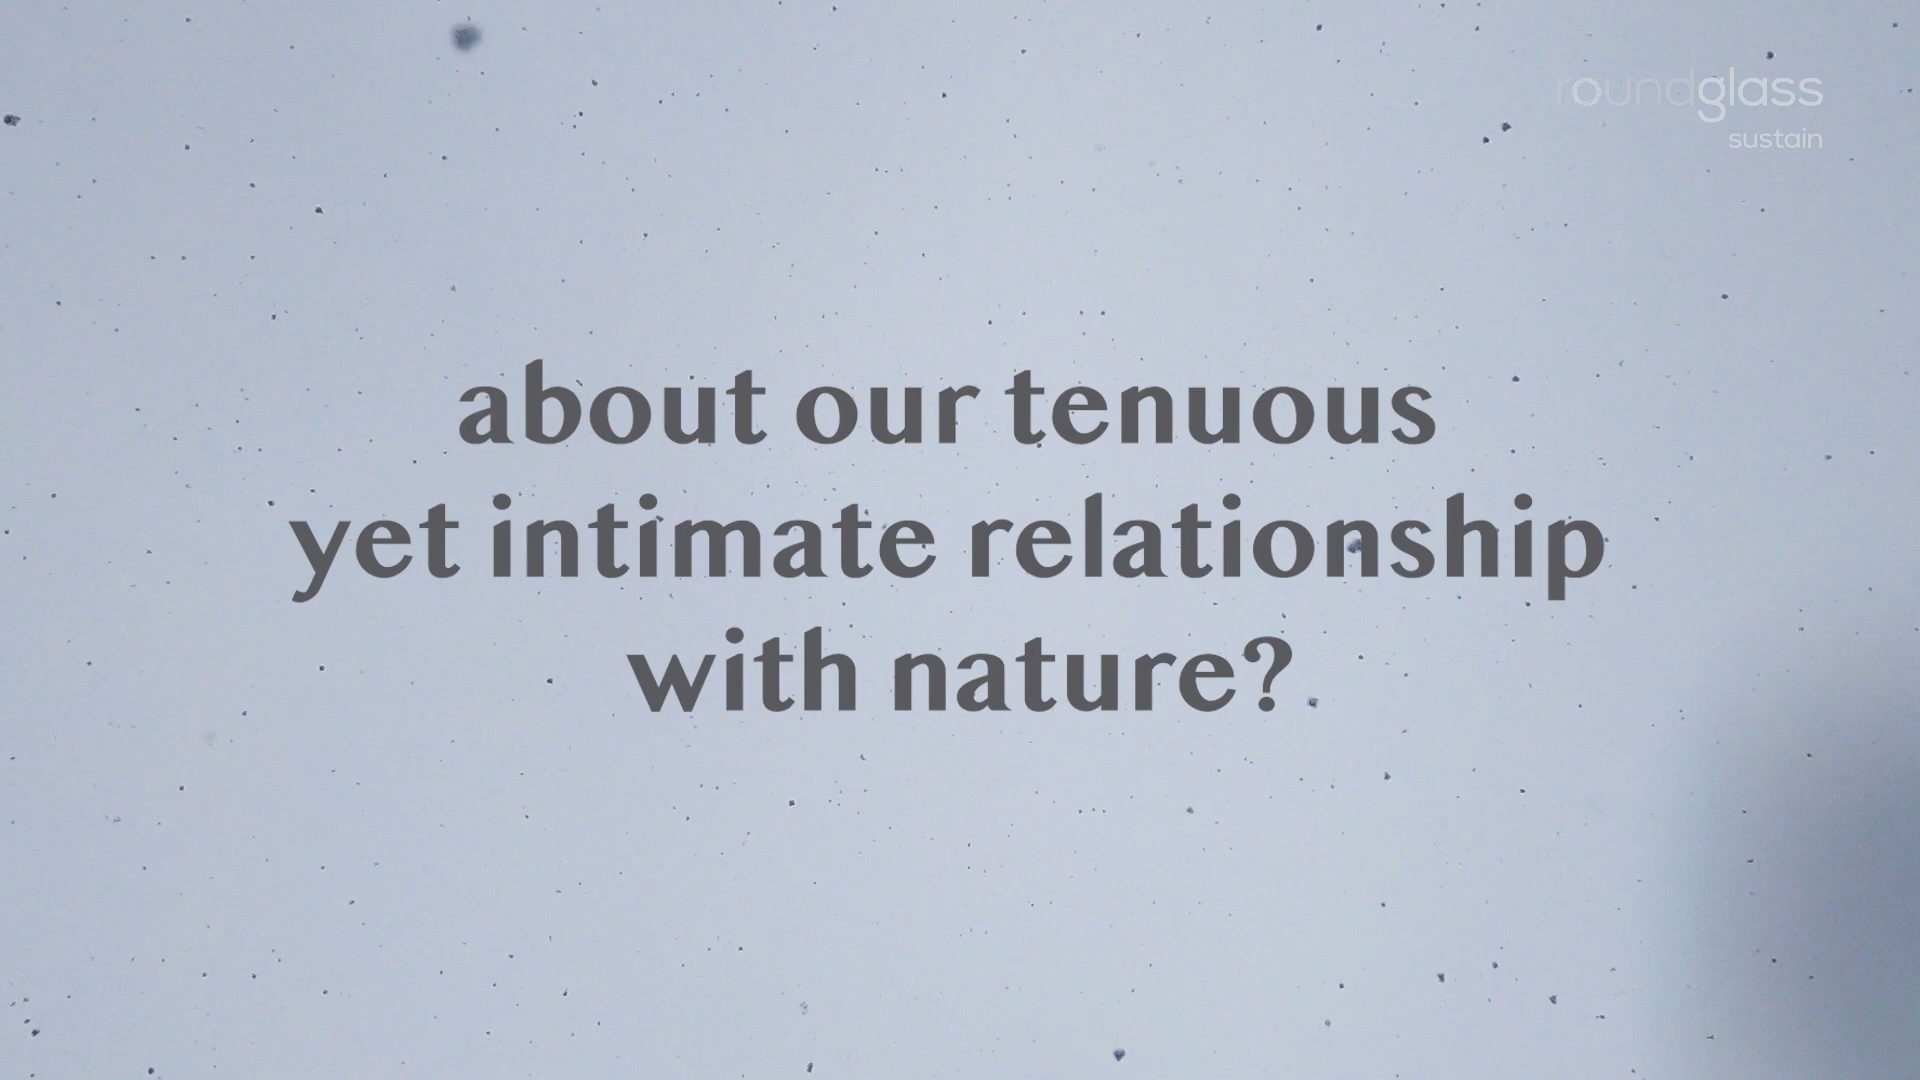 roundglass
sustain
about our tenuous
yet intimate relationship
with nature?